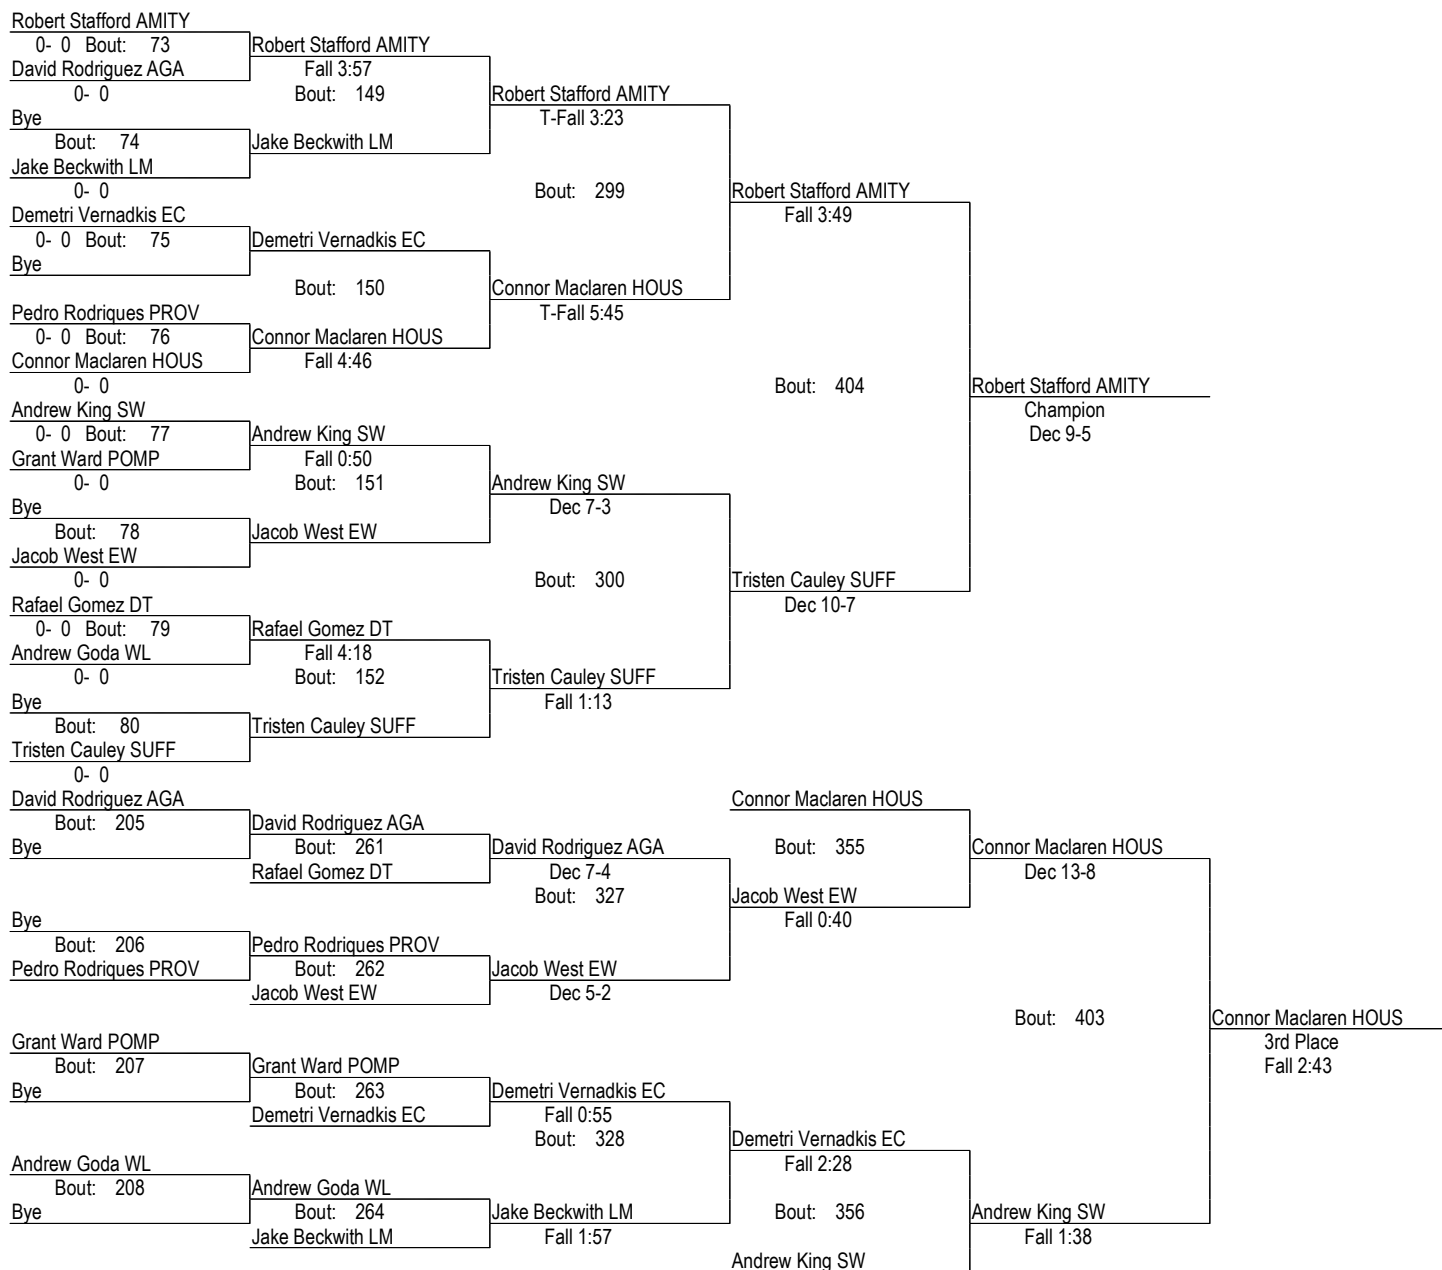 Robert Stafford AMITY
0- 0 Bout: 73 Robert Stafford AMITY
David Rodriguez AGA Fall 3:57
0- 0 Bout: 149 Robert Stafford AMITY
Bye T-Fall 3:23
Bout: 74 Jake Beckwith LM
Jake Beckwith LM
0- 0 Bout: 299 Robert Stafford AMITY
Demetri Vernadkis EC Fall 3:49
0- 0 Bout: 75 Demetri Vernadkis EC
Bye
Bout: 150 Connor Maclaren HOUS
Pedro Rodriques PROV T-Fall 5:45
0- 0 Bout: 76 Connor Maclaren HOUS
Connor Maclaren HOUS Fall 4:46
0- 0 Bout: 404 Robert Stafford AMITY
Andrew King SW Champion
0- 0 Bout: 77 Andrew King SW Dec 9-5
Grant Ward POMP Fall 0:50
0- 0 Bout: 151 Andrew King SW
Bye Dec 7-3
Bout: 78 Jacob West EW
Jacob West EW
0- 0 Bout: 300 Tristen Cauley SUFF
Rafael Gomez DT Dec 10-7
0- 0 Bout: 79 Rafael Gomez DT
Andrew Goda WL Fall 4:18
0- 0 Bout: 152 Tristen Cauley SUFF
Bye Fall 1:13
Bout: 80 Tristen Cauley SUFF
Tristen Cauley SUFF
0- 0
David Rodriguez AGA Connor Maclaren HOUS
Bout: 205 David Rodriguez AGA
Bye Bout: 261 David Rodriguez AGA Bout: 355 Connor Maclaren HOUS
Rafael Gomez DT Dec 7-4 Dec 13-8
Bout: 327 Jacob West EW
Bye Fall 0:40
Bout: 206 Pedro Rodriques PROV
Pedro Rodriques PROV Bout: 262 Jacob West EW
Jacob West EW Dec 5-2
Bout: 403 Connor Maclaren HOUS
Grant Ward POMP 3rd Place
Bout: 207 Grant Ward POMP Fall 2:43
Bye Bout: 263 Demetri Vernadkis EC
Demetri Vernadkis EC Fall 0:55
Bout: 328 Demetri Vernadkis EC
Andrew Goda WL Fall 2:28
Bout: 208 Andrew Goda WL
Bye Bout: 264 Jake Beckwith LM Bout: 356 Andrew King SW
Jake Beckwith LM Fall 1:57 Fall 1:38
Andrew King SW